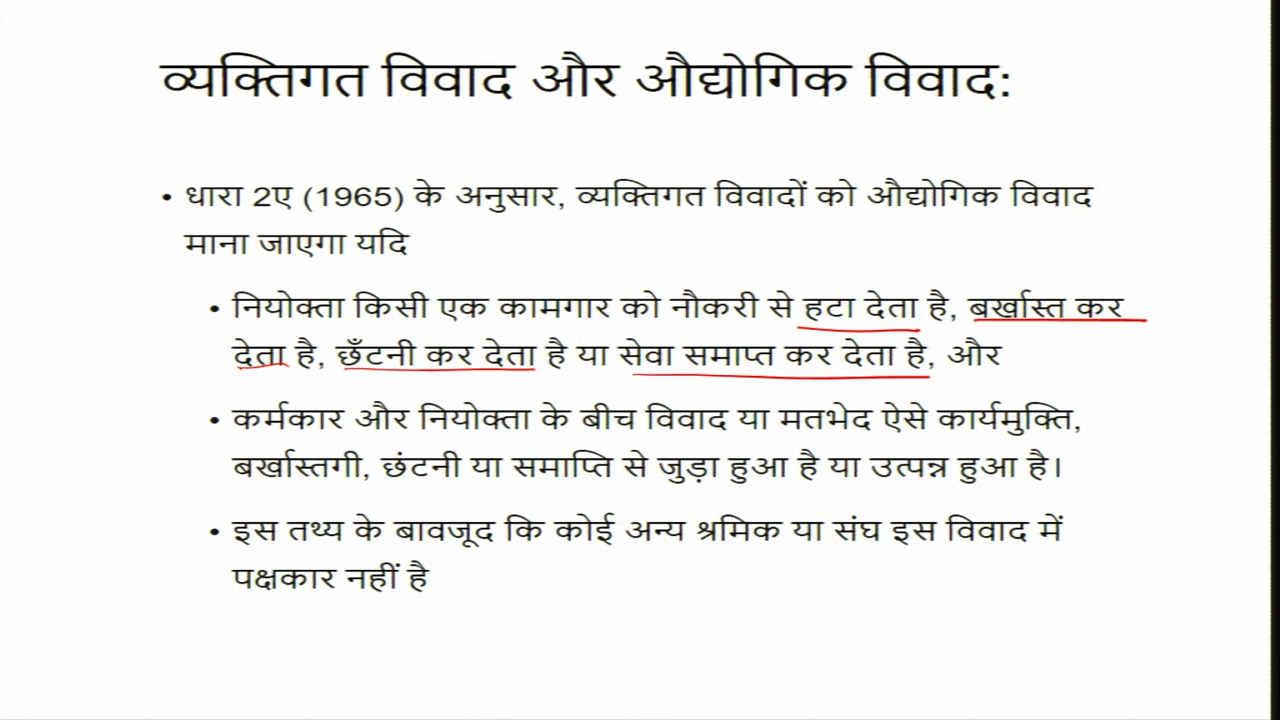 व्यक्तिगत विवाद और औद्योगिक विवाद:
• धारा 2ए (1965) के अनुसार, व्यक्तिगत विवादों को औद्योगिक विवाद
माना जाएगा यदि
• नियोक्ता किसी एक कामगार को नौकरी से हटा देता है, बर्खास्त कर
देता है, छँटनी कर देता है या सेवा समाप्त कर देता है, और
• कर्मकार और नियोक्ता के बीच विवाद या मतभेद ऐसे कार्यमुक्ति,
बर्खास्तगी, छंटनी या समाप्ति से जुड़ा हुआ है या उत्पन्न हुआ है।
• इस तथ्य के बावजूद कि कोई अन्य श्रमिक या संघ इस विवाद में
पक्षकार नहीं है